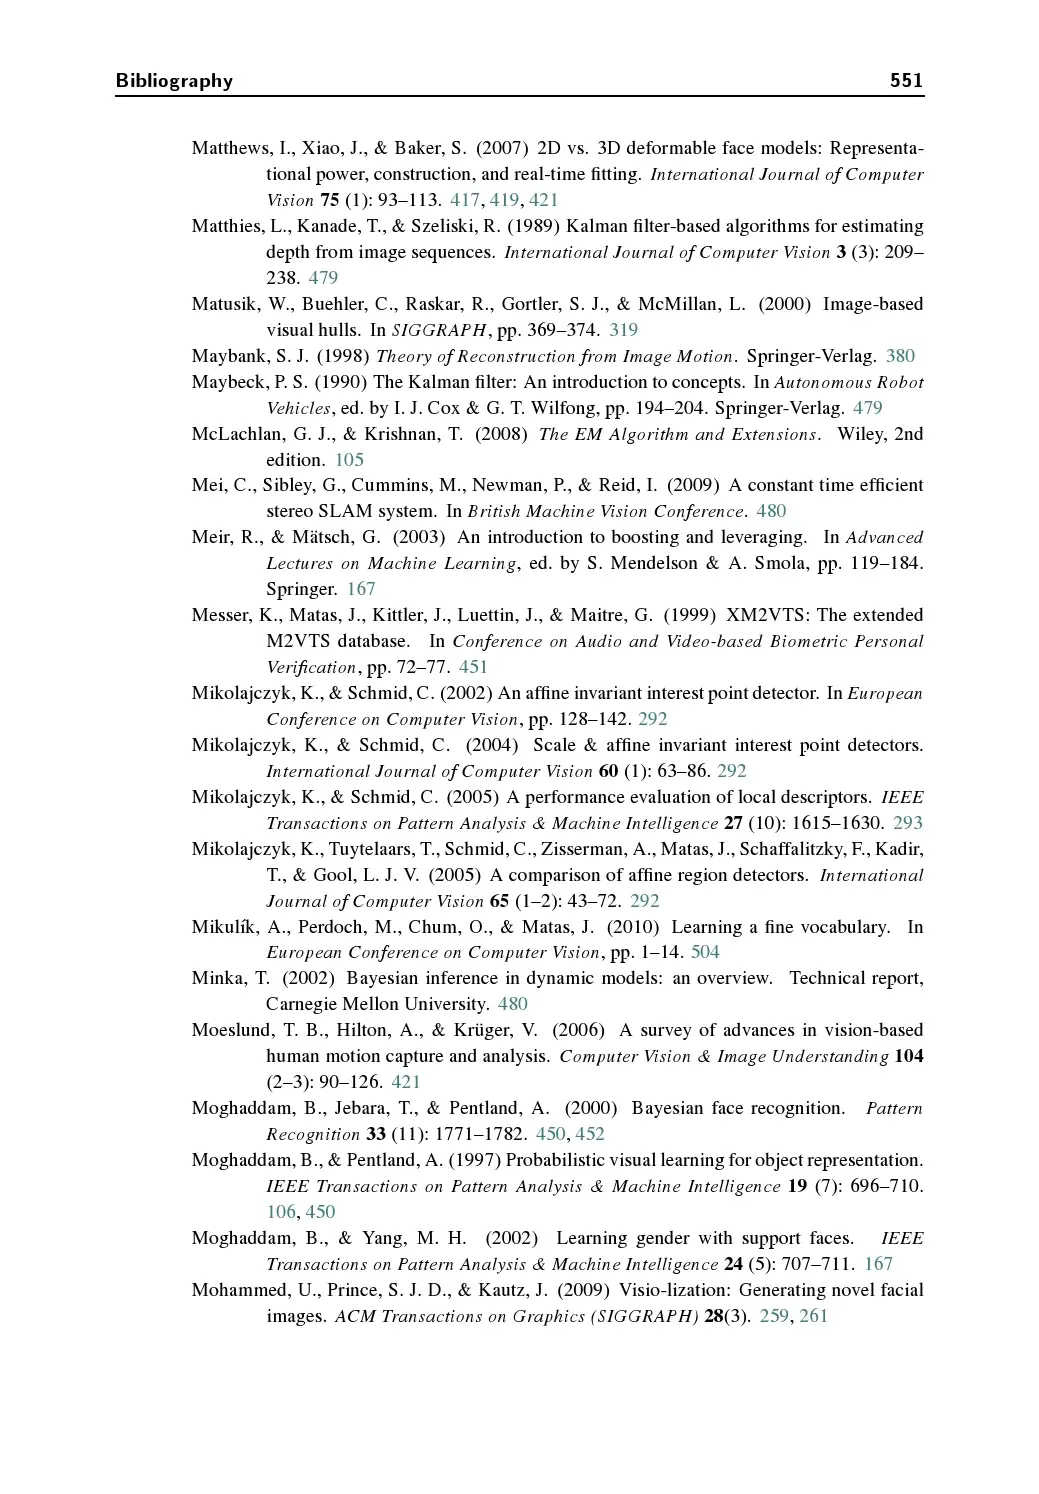 Bibliography 551
Matthews, I., Xiao, J., & Baker, S. (2007) 2D vs. 3D deformable face models: Representa-
tional power, construction, and real-time fitting. International Journal of Computer
Vision 75 (1): 93–113. 417, 419, 421
Matthies, L., Kanade, T., & Szeliski, R. (1989) Kalman filter-based algorithms for estimating
depth from image sequences. International Journal of Computer Vision 3 (3): 209–
238. 479
Matusik, W., Buehler, C., Raskar, R., Gortler, S. J., & McMillan, L. (2000) Image-based
visual hulls. In SIGGRAPH, pp. 369–374. 319
Maybank, S. J. (1998) Theory of Reconstruction from Image Motion. Springer-Verlag. 380
Maybeck, P. S. (1990) The Kalman filter: An introduction to concepts. In Autonomous Robot
Vehicles, ed. by I. J. Cox & G. T. Wilfong, pp. 194–204. Springer-Verlag. 479
McLachlan, G. J., & Krishnan, T. (2008) The EM Algorithm and Extensions. Wiley, 2nd
edition. 105
Mei, C., Sibley, G., Cummins, M., Newman, P., & Reid, I. (2009) A constant time efficient
stereo SLAM system. In British Machine Vision Conference. 480
Meir, R., & Mätsch, G. (2003) An introduction to boosting and leveraging. In Advanced
Lectures on Machine Learning, ed. by S. Mendelson & A. Smola, pp. 119–184.
Springer. 167
Messer, K., Matas, J., Kittler, J., Luettin, J., & Maitre, G. (1999) XM2VTS: The extended
M2VTS database. In Conference on Audio and Video-based Biometric Personal
Verification, pp. 72–77. 451
Mikolajczyk, K., & Schmid, C. (2002) An affine invariant interest point detector. In European
Conference on Computer Vision, pp. 128–142. 292
Mikolajczyk, K., & Schmid, C. (2004) Scale & affine invariant interest point detectors.
International Journal of Computer Vision 60 (1): 63–86. 292
Mikolajczyk, K., & Schmid, C. (2005) A performance evaluation of local descriptors. IEEE
Transactions on Pattern Analysis & Machine Intelligence 27 (10): 1615–1630. 293
Mikolajczyk, K., Tuytelaars, T., Schmid, C., Zisserman, A., Matas, J., Schaffalitzky, F., Kadir,
T., & Gool, L. J. V. (2005) A comparison of affine region detectors. International
Journal of Computer Vision 65 (1–2): 43–72. 292
Mikulík, A., Perdoch, M., Chum, O., & Matas, J. (2010) Learning a fine vocabulary. In
European Conference on Computer Vision, pp. 1–14. 504
Minka, T. (2002) Bayesian inference in dynamic models: an overview. Technical report,
Carnegie Mellon University. 480
Moeslund, T. B., Hilton, A., & Krüger, V. (2006) A survey of advances in vision-based
human motion capture and analysis. Computer Vision & Image Understanding 104
(2–3): 90–126. 421
Moghaddam, B., Jebara, T., & Pentland, A. (2000) Bayesian face recognition. Pattern
Recognition 33 (11): 1771–1782. 450, 452
Moghaddam, B., & Pentland, A. (1997) Probabilistic visual learning for object representation.
IEEE Transactions on Pattern Analysis & Machine Intelligence 19 (7): 696–710.
106, 450
Moghaddam, B., & Yang, M. H. (2002) Learning gender with support faces. IEEE
Transactions on Pattern Analysis & Machine Intelligence 24 (5): 707–711. 167
Mohammed, U., Prince, S. J. D., & Kautz, J. (2009) Visio-lization: Generating novel facial
images. ACM Transactions on Graphics (SIGGRAPH) 28(3). 259, 261